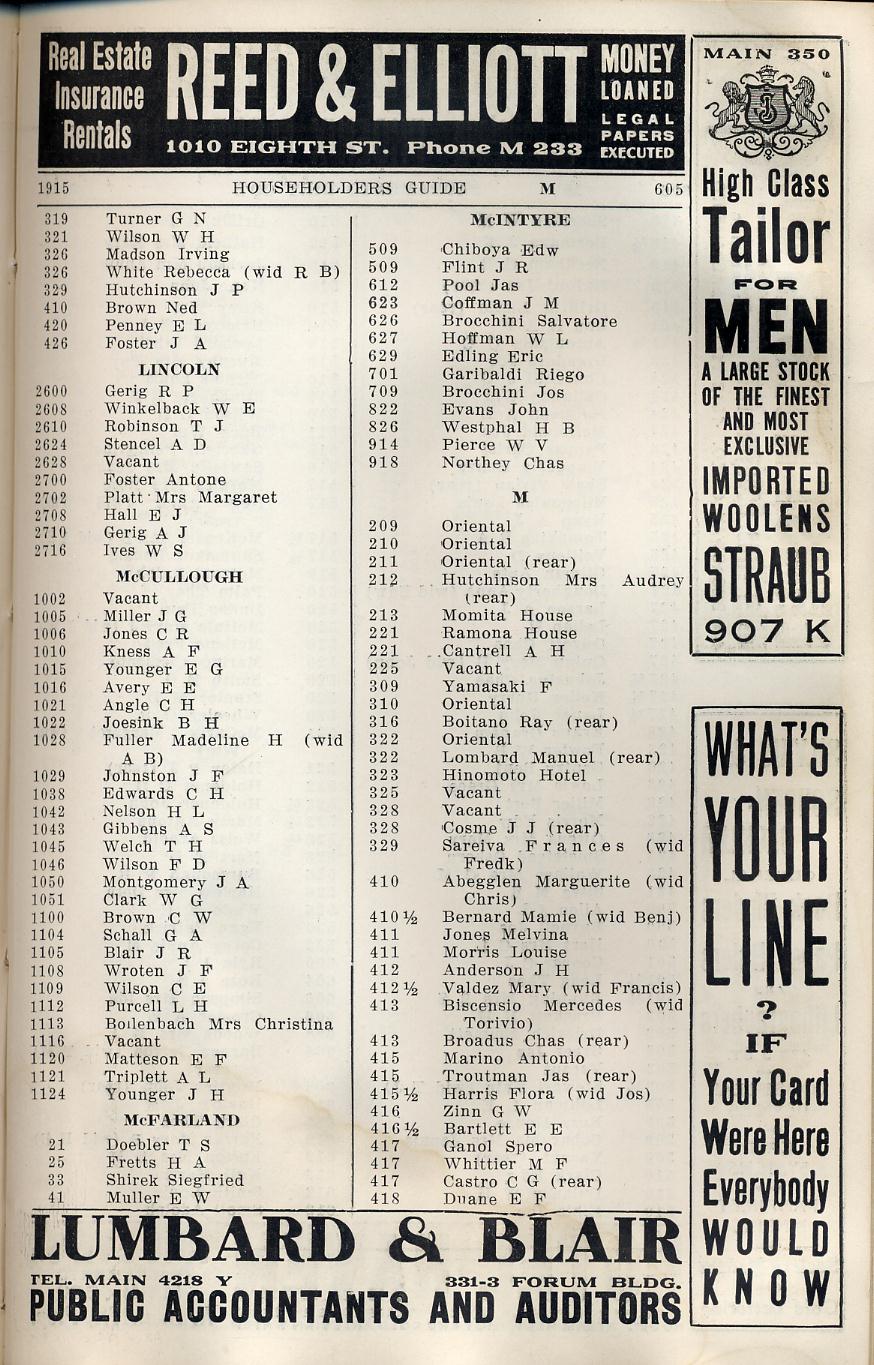 Real Estate
Insurance
Rentals
REED & ELLIOTT
1010 EIGHTH ST. Phone M 233
MONEY
LOANED
LEGAL
PAPERS
EXECUTED
1915 HOUSEHOLDERS GUIDE M 605
319 Turner G N
321 Wilson W H
326 Madson Irving
326 White Rebecca (wid R B)
329 Hutchinson J P
410 Brown Ned
420 Penney E L
426 Foster J A
LINCOLN
2600 Gerig R P
2608 Winkelback W E
2610 Robinson T J
2624 Stencel A D
2628 Vacant
2700 Foster Antone
2702 Platt Mrs Margaret
2708 Hall E J
2710 Gerig A J
2716 Ives W S
McCULLOUGH
1002 Vacant
1005 Miller J G
1006 Jones C R
1010 Kness A F
1015 Younger E G
1016 Avery E E
1021 Angle C H
1022 Joesink B H
1028 Fuller Madeline H (wid
A B)
1029 Johnston J F
1038 Edwards C H
1042 Nelson H L
1043 Gibbens A S
1045 Welch T H
1046 Wilson F D
1050 Montgomery J A
1051 Clark W G
1100 Brown C W
1104 Schall G A
1105 Blair J R
1108 Wroten J F
1109 Wilson C E
1112 Purcell L H
1113 Boilenbach Mrs Christina
1116 Vacant
1120 Matteson E F
1121 Triplett A L
1124 Younger J H
McFARLAND
21 Doebler T S
25 Fretts H A
33 Shirek Siegfried
41 Muller E W
McINTYRE
509 Chiboya Edw
509 Flint J R
612 Pool Jas
623 Coffman J M
626 Brocchini Salvatore
627 Hoffman W L
629 Edling Eric
701 Garibaldi Riego
709 Brocchini Jos
822 Evans John
826 Westphal H B
914 Pierce W V
918 Northey Chas
M
209 Oriental
210 Oriental
211 Oriental (rear)
212 Hutchinson Mrs Audrey
(rear)
213 Momita House
221 Ramona House
221 Cantrell A H
225 Vacant
309 Yamasaki F
310 Oriental
316 Boitano Ray (rear)
322 Oriental
322 Lombard Manuel (rear)
323 Hinomoto Hotel
325 Vacant
328 Vacant
328 Cosme J J (rear)
329 Sareiva Frances (wid
Fredk)
410 Abegglen Marguerite (wid
Chris)
410½ Bernard Mamie (wid Benj)
411 Jones Melvina
411 Morris Louise
412 Anderson J H
412½ Valdez Mary (wid Francis)
413 Biscensio Mercedes (wid
Torivio)
413 Broadus Chas (rear)
415 Marino Antonio
415 Troutman Jas (rear)
415½ Harris Flora (wid Jos)
416 Zinn G W
416½ Bartlett E E
417 Ganol Spero
417 Whittier M F
417 Castro C G (rear)
418 Duane E F
MAIN 350
High Class
Tailor
FOR
MEN
A LARGE STOCK
OF THE FINEST
AND MOST
EXCLUSIVE
IMPORTED
WOOLENS
STRAUB
907 K
WHAT'S
YOUR
LINE
?
IF
Your Card
Were Here
Everybody
WOULD
KNOW
LUMBARD & BLAIR
TEL. MAIN 4218 Y 331-3 FORUM BLDG.
PUBLIC ACCOUNTANTS AND AUDITORS